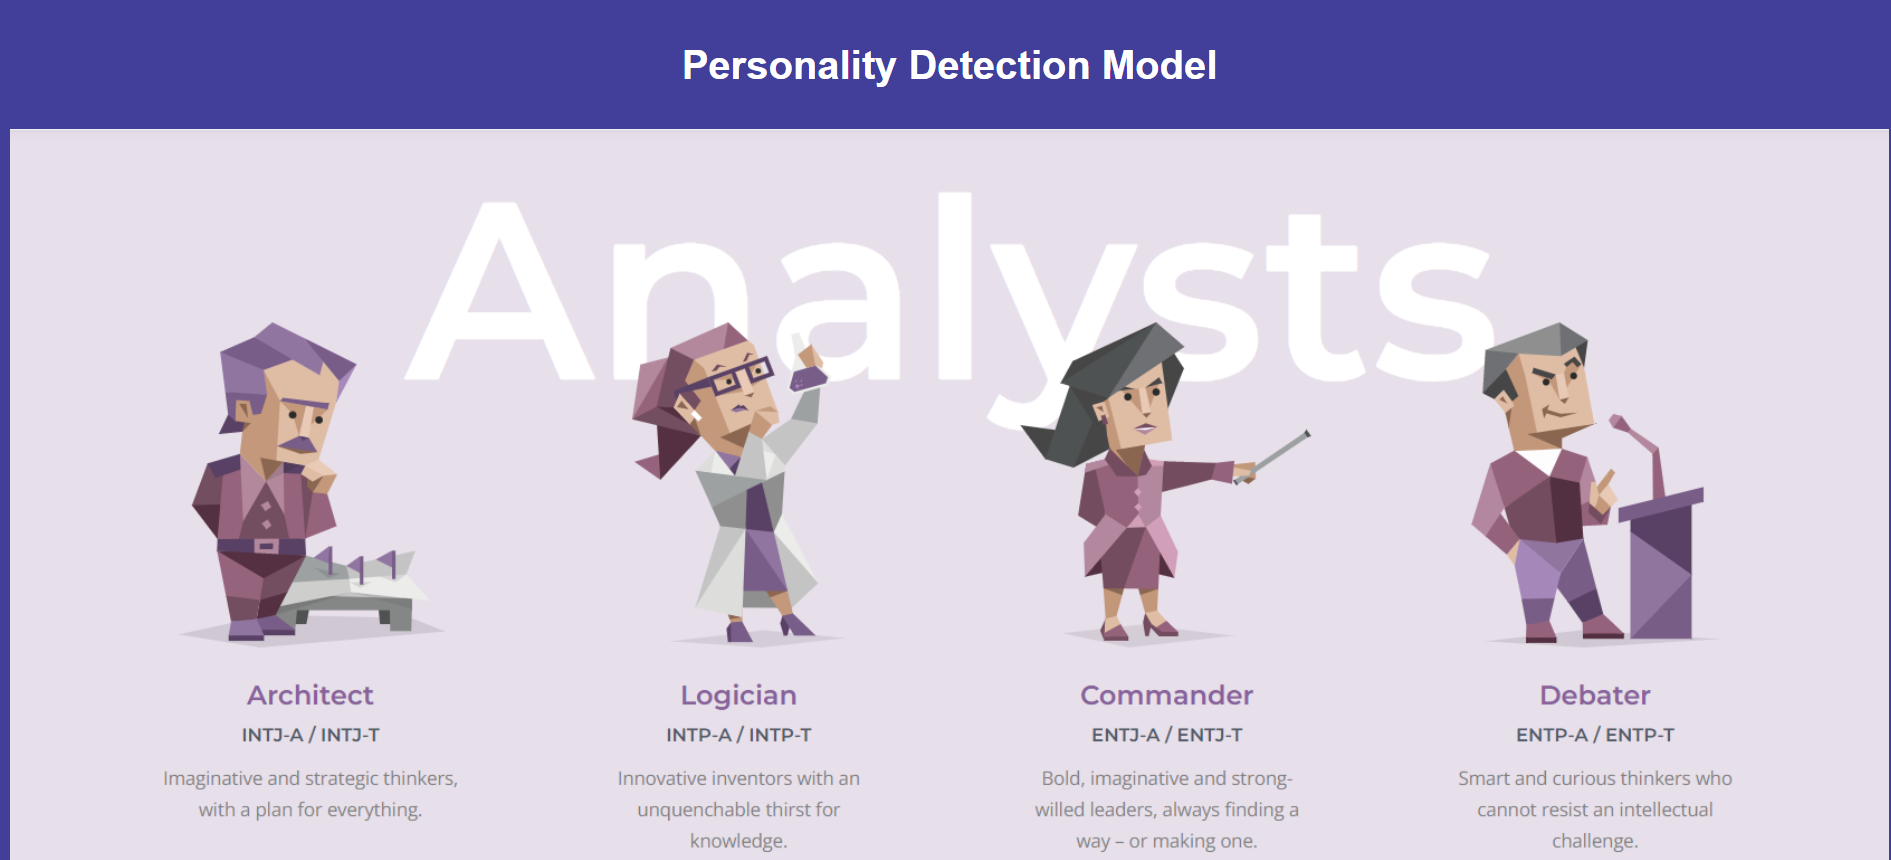 Personality Detection Model
Analysts
Architect
INTJ-A / INTJ-T
Imaginative and strategic thinkers,
with a plan for everything.
Logician
INTP-A / INTP-T
Innovative inventors with an
unquenchable thirst for
knowledge.
Commander
ENTJ-A / ENTJ-T
Bold, imaginative and strong-
willed leaders, always finding a
way – or making one.
Debater
ENTP-A / ENTP-T
Smart and curious thinkers who
cannot resist an intellectual
challenge.